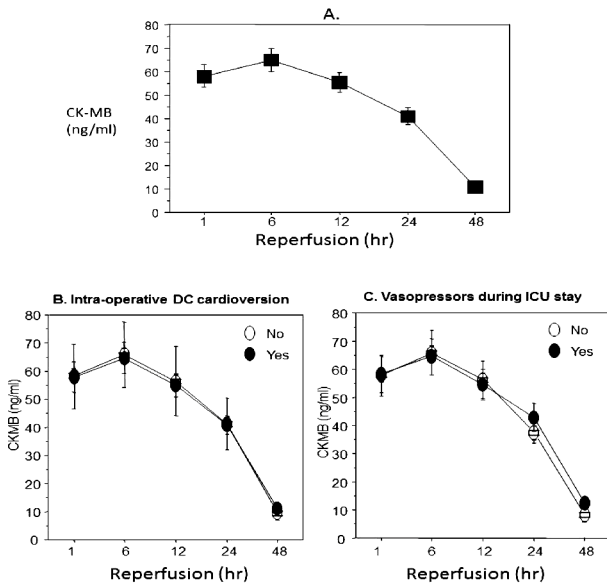 A.
80
70
60
50
40
30
20
10
0
CK-MB
(ng/ml)
1 6 12 24 48
Reperfusion (hr)
B. Intra-operative DC cardioversion
80
70
60
50
40
30
20
10
0
CKMB (ng/ml)
No
Yes
1 6 12 24 48
Reperfusion (hr)
C. Vasopressors during ICU stay
80
70
60
50
40
30
20
10
0
CKMB (ng/ml)
No
Yes
1 6 12 24 48
Reperfusion (hr)